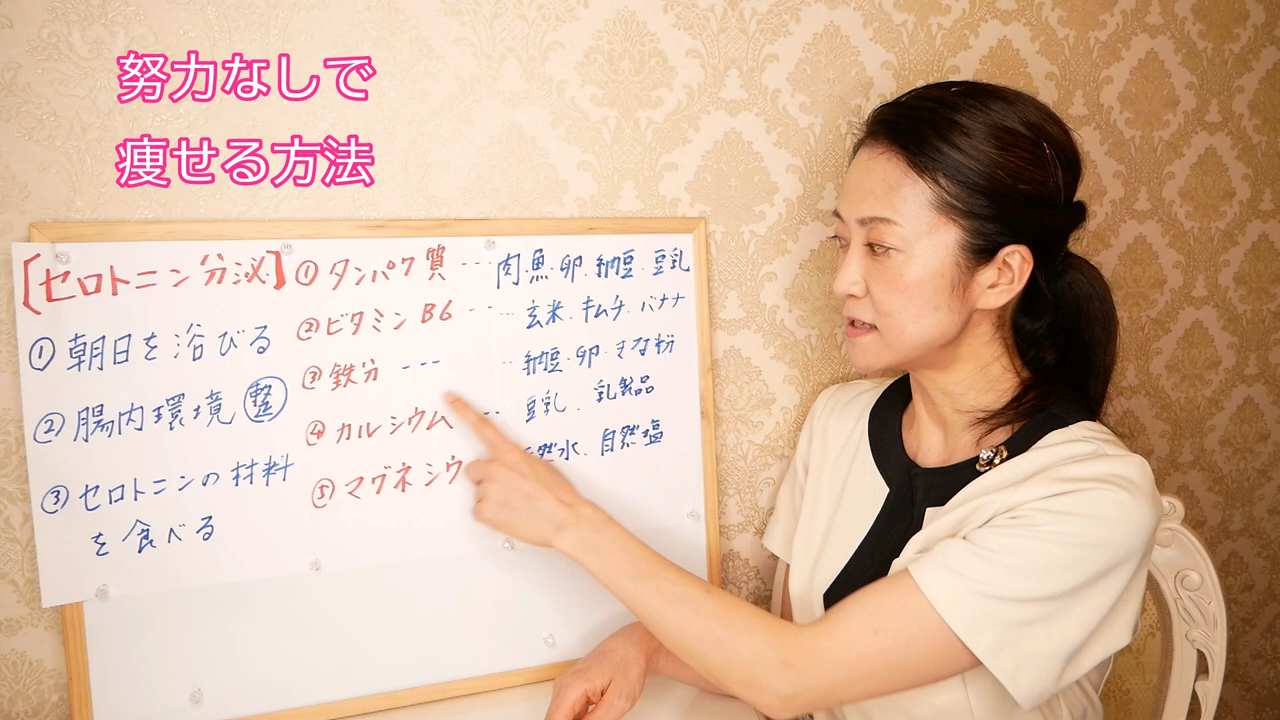 努力なしで
痩せる方法
[セロトニン分泌]
①朝日を浴びる
②腸内環境 整
③セロトニンの材料
を食べる
①タンパク質 --- 肉・魚・卵・納豆・豆乳
②ビタミンB6 --- 玄米、キムチ、バナナ
③鉄分 --- 納豆・卵・きな粉
④カルシウム --- 豆乳、乳製品
⑤マグネシウ 然水、自然塩